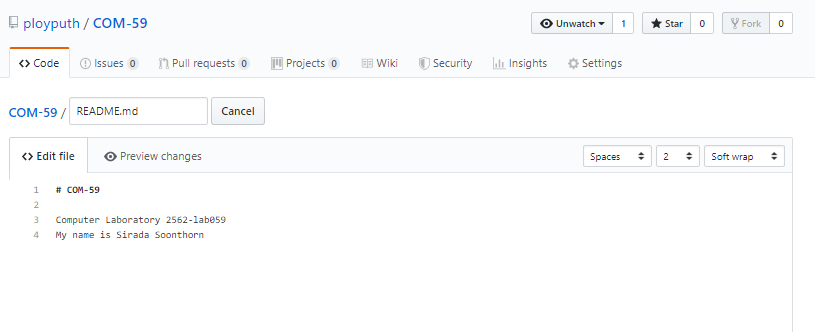 ployputh / COM-59
Unwatch 1 Star 0 Fork 0
Code Issues 0 Pull requests 0 Projects 0 Wiki Security Insights Settings
COM-59 / README.md Cancel
Edit file Preview changes Spaces 2 Soft wrap
1 # COM-59
2
3 Computer Laboratory 2562-lab059
4 My name is Sirada Soonthorn